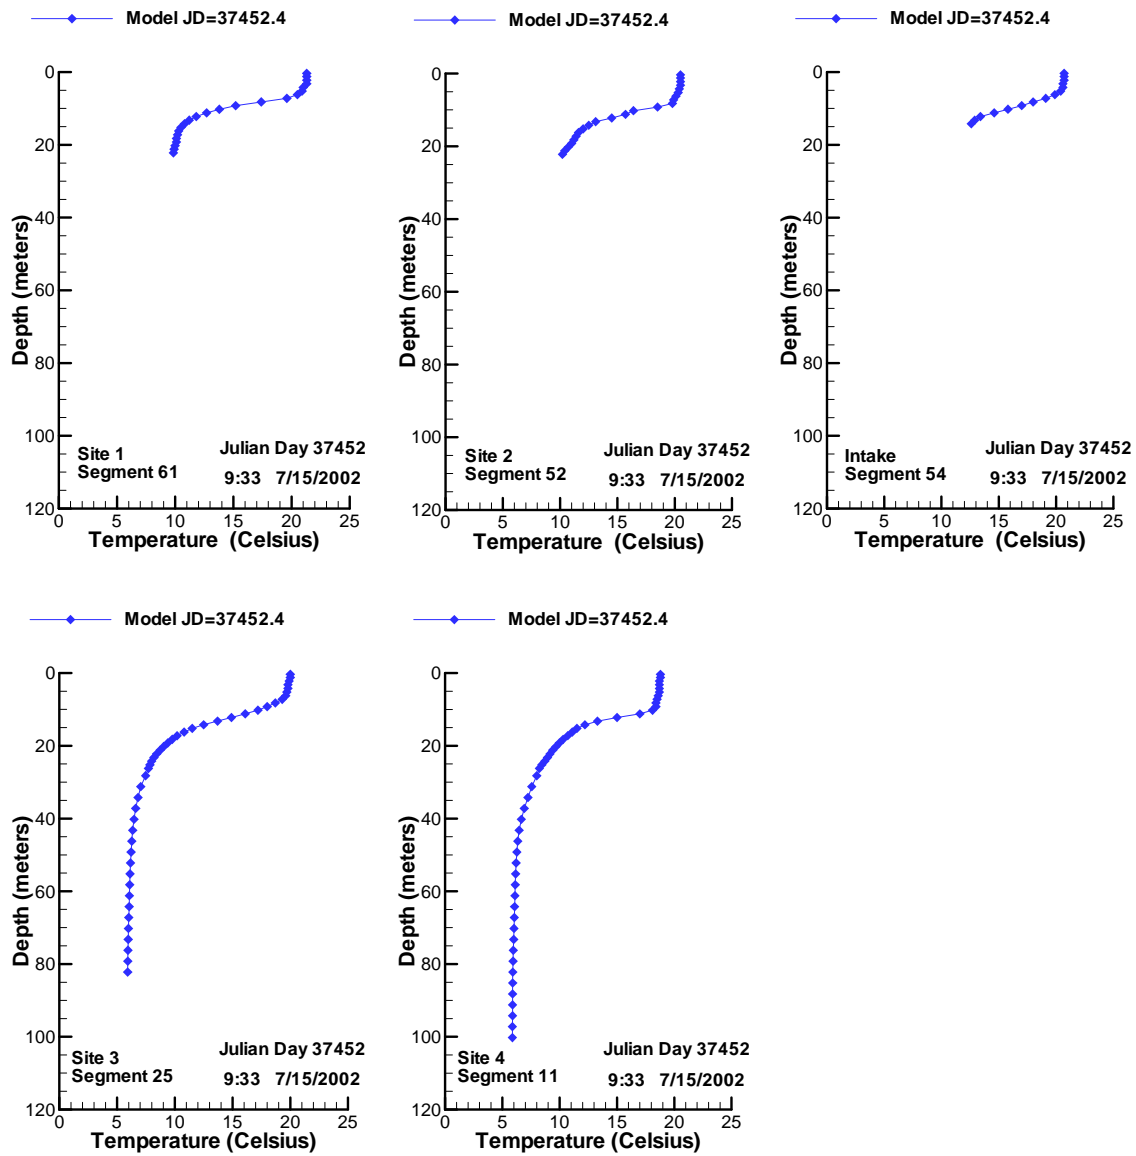 Model JD=37452.4
0
20
40
60
80
100
120
Depth (meters)
Site 1
Segment 61
Julian Day 37452
9:33 7/15/2002
0 5 10 15 20 25
Temperature (Celsius)
Model JD=37452.4
0
20
40
60
80
100
120
Depth (meters)
Site 2
Segment 52
Julian Day 37452
9:33 7/15/2002
0 5 10 15 20 25
Temperature (Celsius)
Model JD=37452.4
0
20
40
60
80
100
120
Depth (meters)
Intake
Segment 54
Julian Day 37452
9:33 7/15/2002
0 5 10 15 20 25
Temperature (Celsius)
Model JD=37452.4
0
20
40
60
80
100
120
Depth (meters)
Site 3
Segment 25
Julian Day 37452
9:33 7/15/2002
0 5 10 15 20 25
Temperature (Celsius)
Model JD=37452.4
0
20
40
60
80
100
120
Depth (meters)
Site 4
Segment 11
Julian Day 37452
9:33 7/15/2002
0 5 10 15 20 25
Temperature (Celsius)